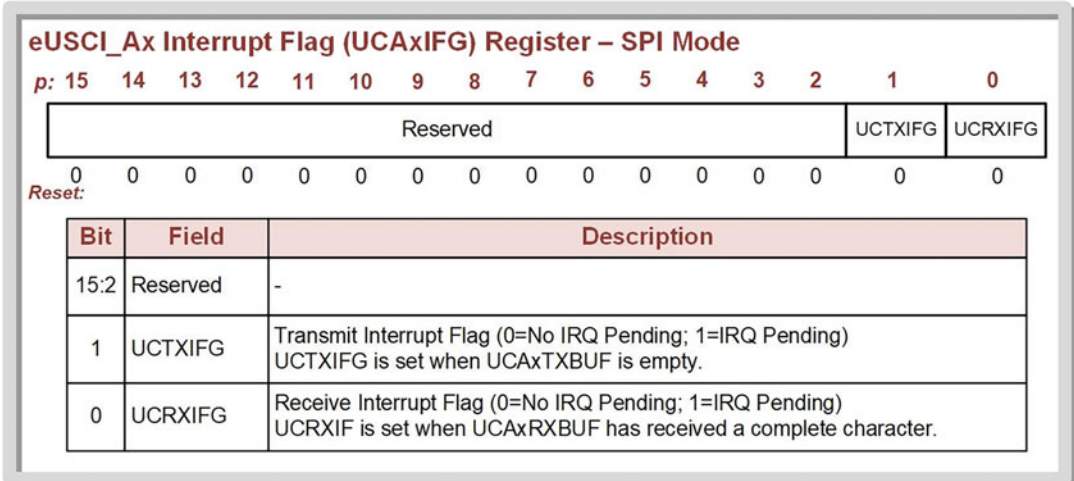 eUSCI_Ax Interrupt Flag (UCAxIFG) Register – SPI Mode
p: 15 14 13 12 11 10 9 8 7 6 5 4 3 2 1 0
Reserved UCTXIFG UCRXIFG
0 0 0 0 0 0 0 0 0 0 0 0 0 0 0 0
Reset:
Bit Field Description
15:2 Reserved -
1 UCTXIFG Transmit Interrupt Flag (0=No IRQ Pending; 1=IRQ Pending)
UCTXIFG is set when UCAxTXBUF is empty.
0 UCRXIFG Receive Interrupt Flag (0=No IRQ Pending; 1=IRQ Pending)
UCRXIF is set when UCAxRXBUF has received a complete character.